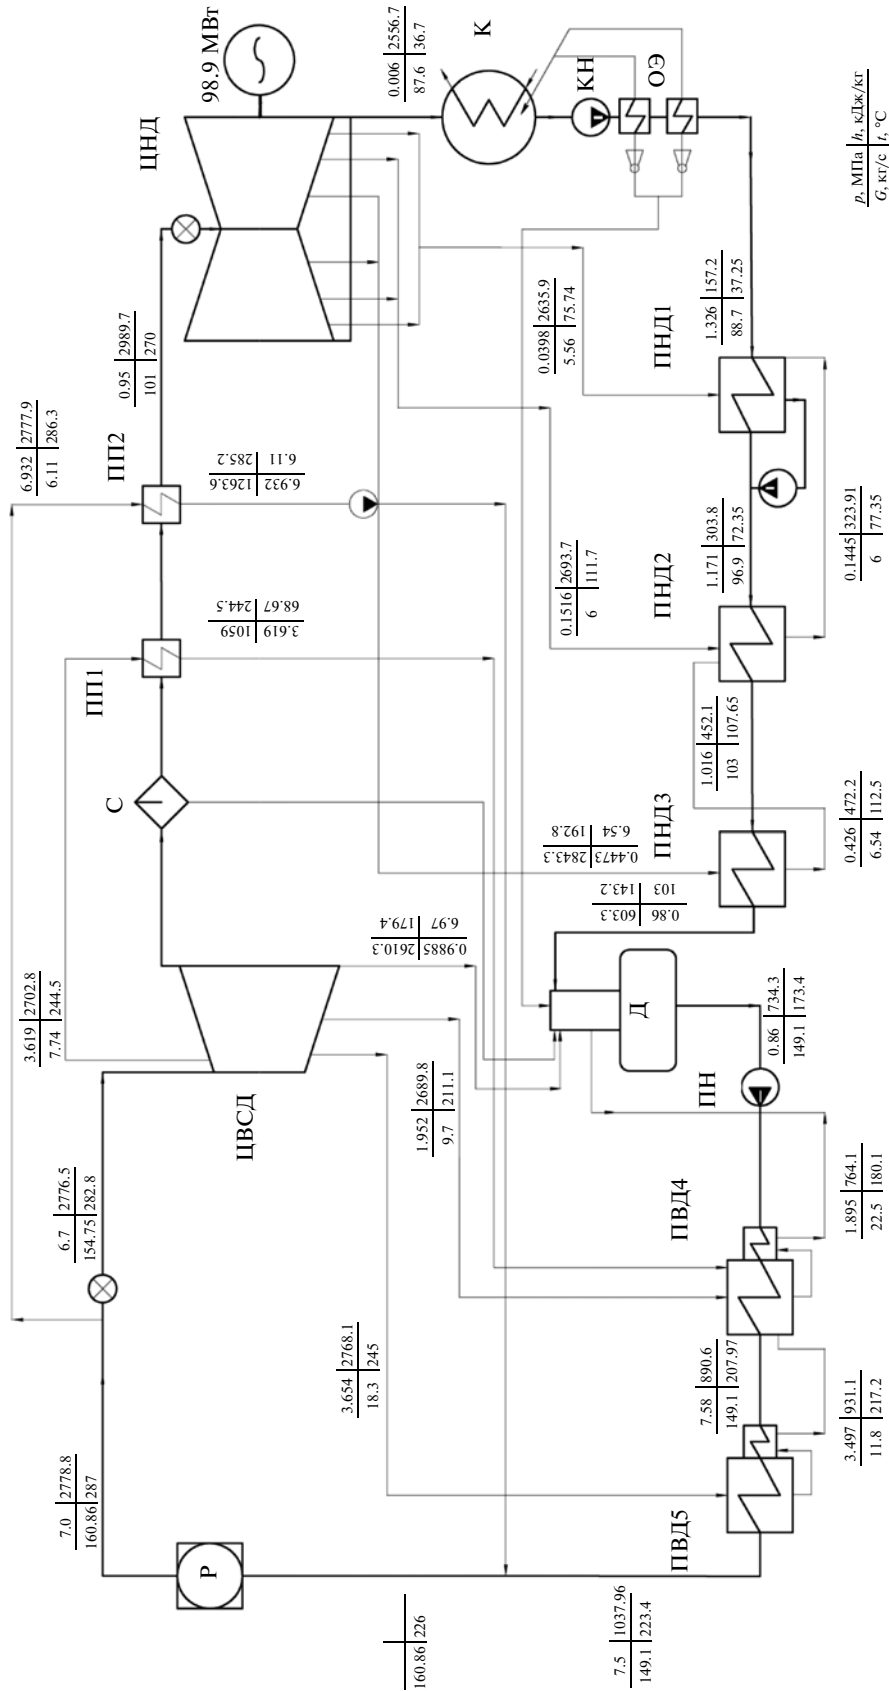 98.9 МВт
ЦНД
0.006 2556.7
87.6 36.7
К
КН
ОЭ
p, МПа h, кДж/кг
G, кг/с t, °C
0.95 2989.7
101 270
6.932 2777.9
6.11 286.3
ПП2
6.932 1263.6
6.11 285.2
0.0398 2635.9
5.56 75.74
1.326 157.2
88.7 37.25
ПНД1
0.1516 2693.7
6 111.7
1.171 303.8
96.9 72.35
ПНД2
0.1445 323.91
6 77.35
ПП1
3.619 1059
68.67 244.5
С
1.016 452.1
103 107.65
ПНД3
0.426 472.2
6.54 112.5
0.4473 2843.3
6.54 192.8
0.86 603.3
103 143.2
0.9885 2610.3
6.97 179.4
3.619 2702.8
7.74 244.5
ЦВСД
1.952 2689.8
9.7 211.1
Д
0.86 734.3
149.1 173.4
ПН
6.7 2776.5
154.75 282.8
ПВД4
1.895 764.1
22.5 180.1
3.654 2768.1
18.3 245
7.58 890.6
149.1 207.97
3.497 931.1
11.8 217.2
7.0 2778.8
160.86 287
Р
ПВД5
160.86 226
7.5 1037.96
149.1 223.4